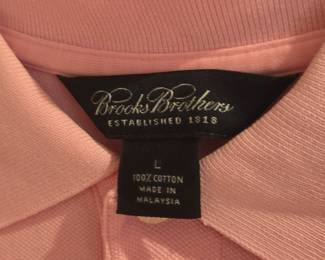 Brooks Brothers
ESTABLISHED 1818
L
100% COTTON
MADE IN
MALAYSIA